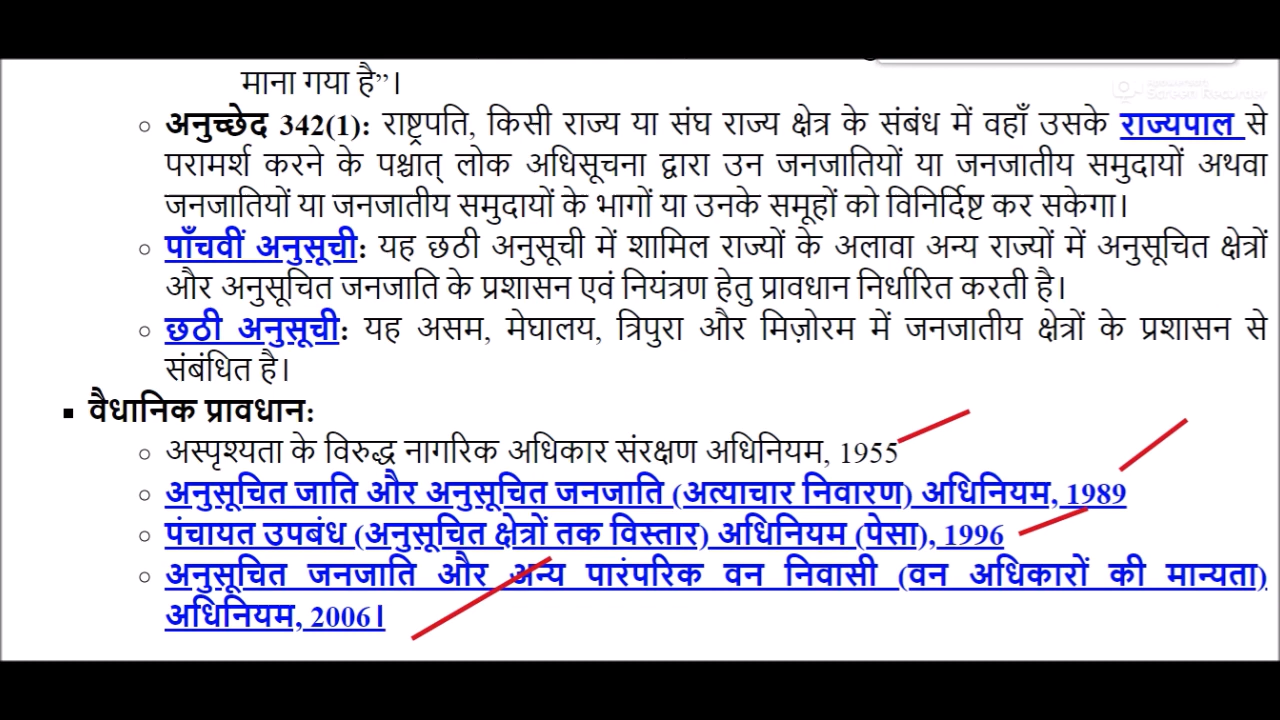 माना गया है”।
Screen Recorder
○ अनुच्छेद 342(1): राष्ट्रपति, किसी राज्य या संघ राज्य क्षेत्र के संबंध में वहाँ उसके राज्यपाल से
परामर्श करने के पश्चात् लोक अधिसूचना द्वारा उन जनजातियों या जनजातीय समुदायों अथवा
जनजातियों या जनजातीय समुदायों के भागों या उनके समूहों को विनिर्दिष्ट कर सकेगा।
○ पाँचवीं अनुसूची: यह छठी अनुसूची में शामिल राज्यों के अलावा अन्य राज्यों में अनुसूचित क्षेत्रों
और अनुसूचित जनजाति के प्रशासन एवं नियंत्रण हेतु प्रावधान निर्धारित करती है।
○ छठी अनुसूची: यह असम, मेघालय, त्रिपुरा और मिज़ोरम में जनजातीय क्षेत्रों के प्रशासन से
संबंधित है।
▪ वैधानिक प्रावधान:
○ अस्पृश्यता के विरुद्ध नागरिक अधिकार संरक्षण अधिनियम, 1955
○ अनुसूचित जाति और अनुसूचित जनजाति (अत्याचार निवारण) अधिनियम, 1989
○ पंचायत उपबंध (अनुसूचित क्षेत्रों तक विस्तार) अधिनियम (पेसा), 1996
○ अनुसूचित जनजाति और अन्य पारंपरिक वन निवासी (वन अधिकारों की मान्यता)
अधिनियम, 2006।